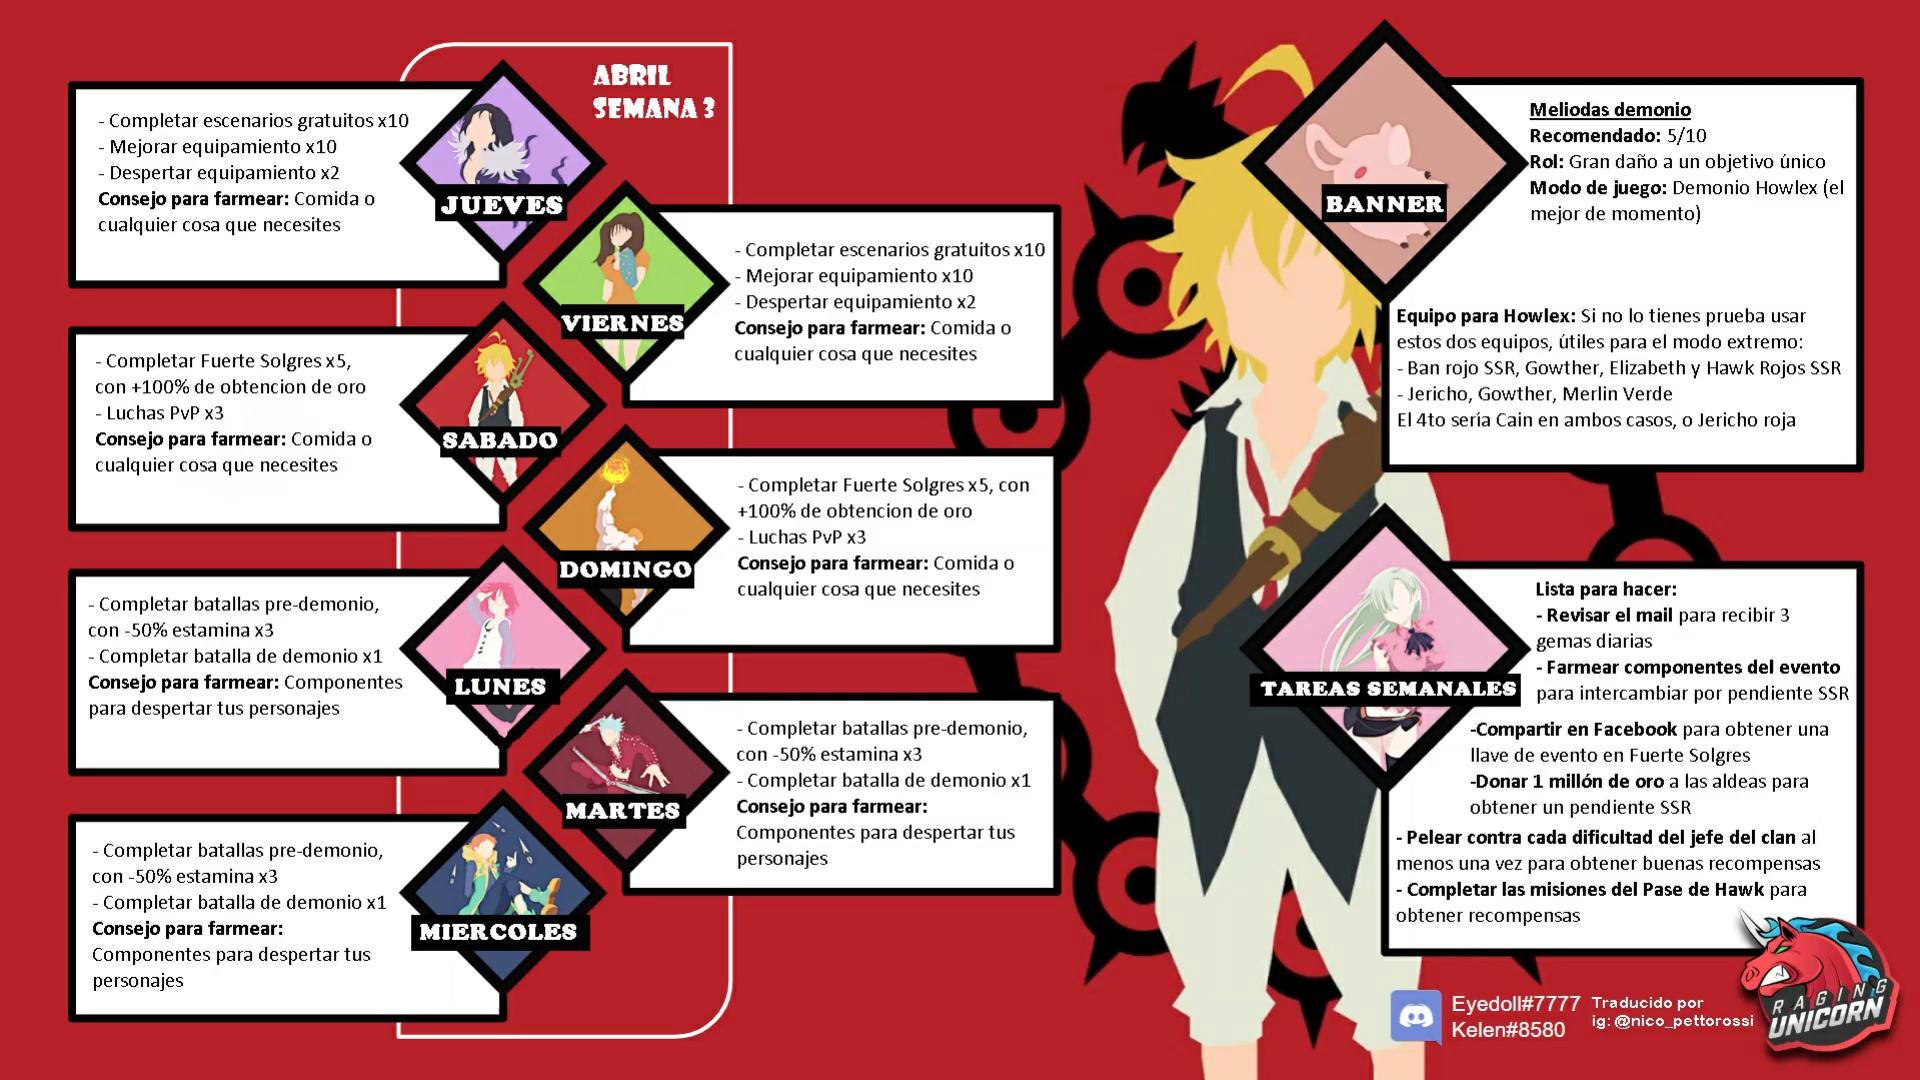 ABRIL
SEMANA 3
- Completar escenarios gratuitos x10
- Mejorar equipamiento x10
- Despertar equipamiento x2
Consejo para farmear: Comida o
cualquier cosa que necesites
JUEVES
- Completar escenarios gratuitos x10
- Mejorar equipamiento x10
- Despertar equipamiento x2
Consejo para farmear: Comida o
cualquier cosa que necesites
VIERNES
- Completar Fuerte Solgres x5,
con +100% de obtencion de oro
- Luchas PvP x3
Consejo para farmear: Comida o
cualquier cosa que necesites
SABADO
- Completar Fuerte Solgres x5, con
+100% de obtencion de oro
- Luchas PvP x3
Consejo para farmear: Comida o
cualquier cosa que necesites
DOMINGO
- Completar batallas pre-demonio,
con -50% estamina x3
- Completar batalla de demonio x1
Consejo para farmear: Componentes
para despertar tus personajes
LUNES
- Completar batallas pre-demonio,
con -50% estamina x3
- Completar batalla de demonio x1
Consejo para farmear:
Componentes para despertar tus
personajes
MARTES
- Completar batallas pre-demonio,
con -50% estamina x3
- Completar batalla de demonio x1
Consejo para farmear:
Componentes para despertar tus
personajes
MIERCOLES
BANNER
Meliodas demonio
Recomendado: 5/10
Rol: Gran daño a un objetivo único
Modo de juego: Demonio Howlex (el
mejor de momento)
Equipo para Howlex: Si no lo tienes prueba usar
estos dos equipos, útiles para el modo extremo:
- Ban rojo SSR, Gowther, Elizabeth y Hawk Rojos SSR
- Jericho, Gowther, Merlin Verde
El 4to sería Cain en ambos casos, o Jericho roja
TAREAS SEMANALES
Lista para hacer:
- Revisar el mail para recibir 3
gemas diarias
- Farmear componentes del evento
para intercambiar por pendiente SSR
-Compartir en Facebook para obtener una
llave de evento en Fuerte Solgres
-Donar 1 millón de oro a las aldeas para
obtener un pendiente SSR
- Pelear contra cada dificultad del jefe del clan al
menos una vez para obtener buenas recompensas
- Completar las misiones del Pase de Hawk para
obtener recompensas
Eyedoll#7777
Kelen#8580
Traducido por
ig: @nico_pettorossi
RAGING
UNICORN